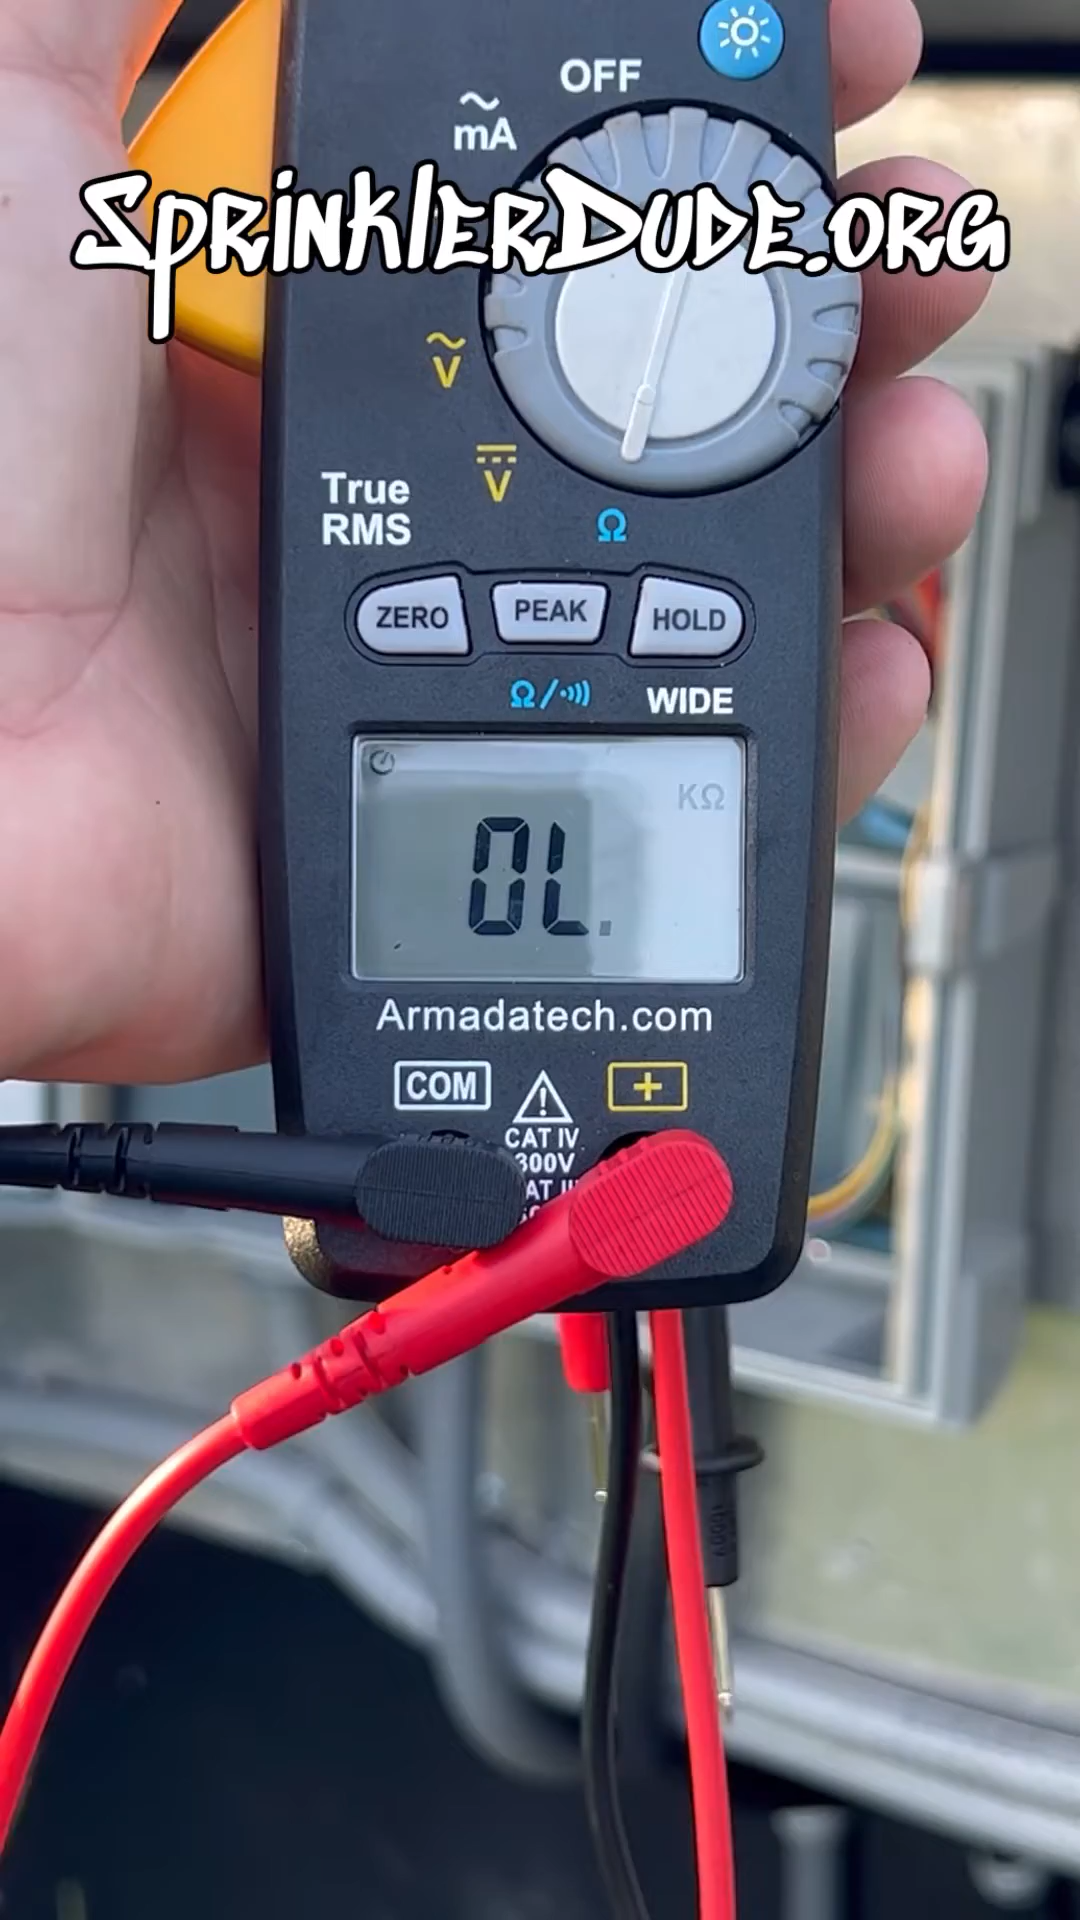 OFF
mA
SprinklerDude.org
V
V
True
RMS
Ω
ZERO
PEAK
HOLD
Ω/
WIDE
KΩ
OL.
Armadatech.com
COM
+
CAT IV
300V